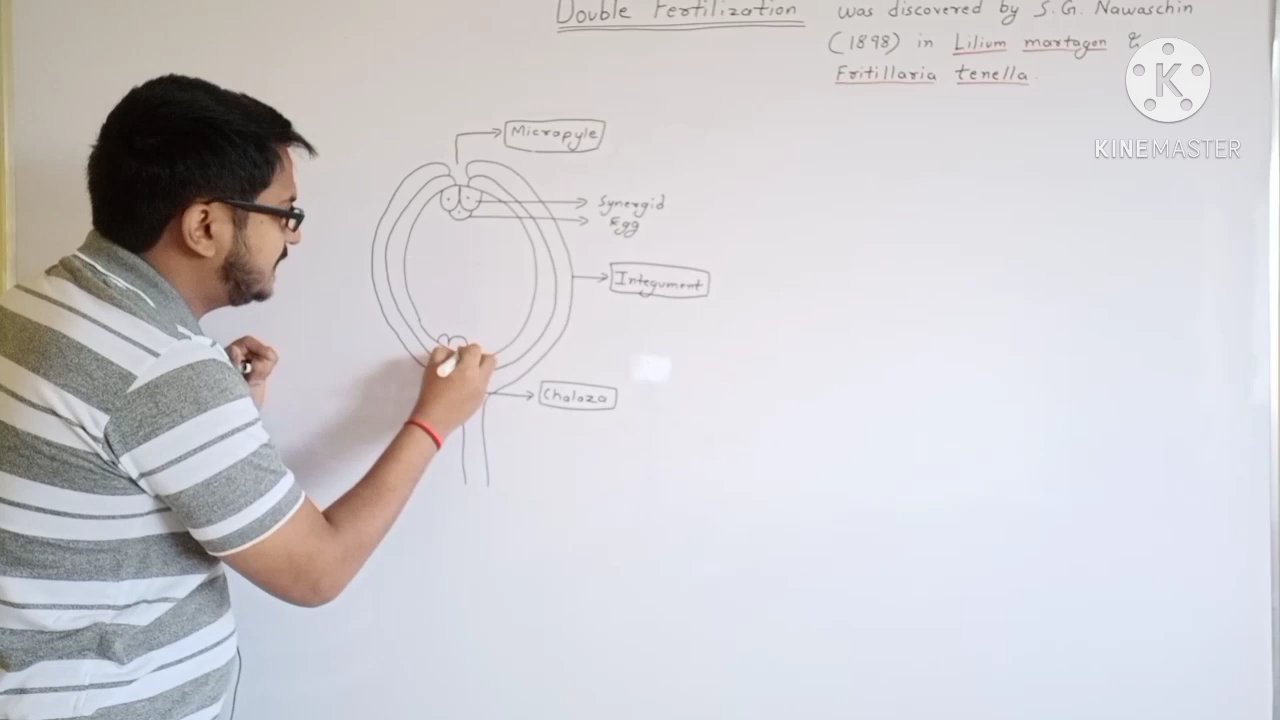 Double Fertilization was discovered by S.G. Nawaschin
(1898) in Lilium martagon &
Fritillaria tenella.
K
KINEMASTER
Micropyle
Synergid
Egg
Integument
Chalaza